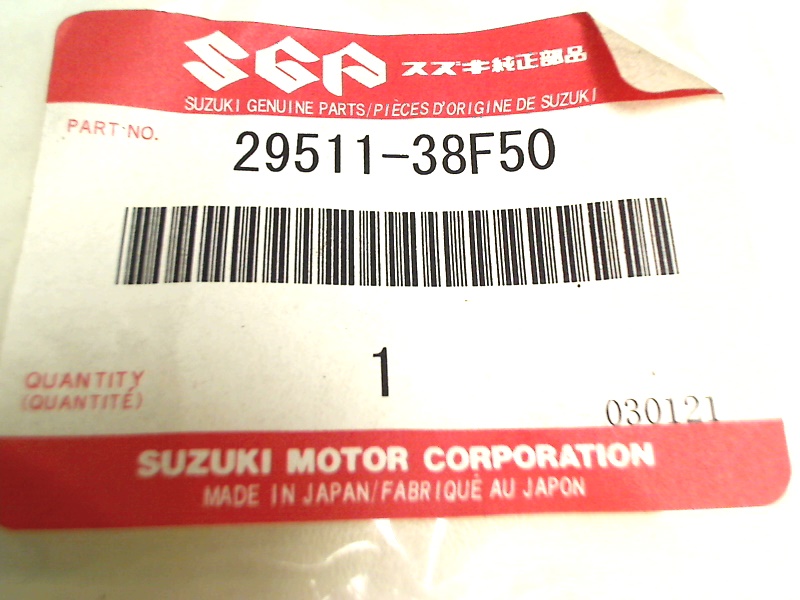 SGP スズキ純正部品
SUZUKI GENUINE PARTS/PIÈCES D'ORIGINE DE SUZUKI
PART NO. 29511-38F50
1
QUANTITY
(QUANTITÉ)
030121
SUZUKI MOTOR CORPORATION
MADE IN JAPAN/FABRIQUÉ AU JAPON